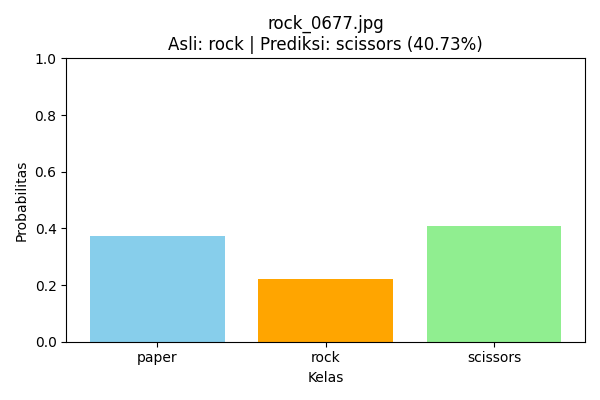 rock_0677.jpg
Asli: rock | Prediksi: scissors (40.73%)
Probabilitas
1.0
0.8
0.6
0.4
0.2
0.0
paper
rock
scissors
Kelas